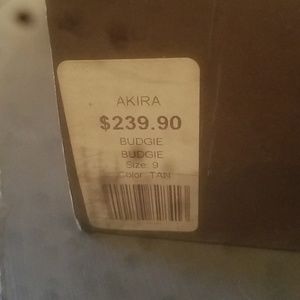 AKIRA
$239.90
BUDGIE
BUDGIE
Size: 9
Color: TAN